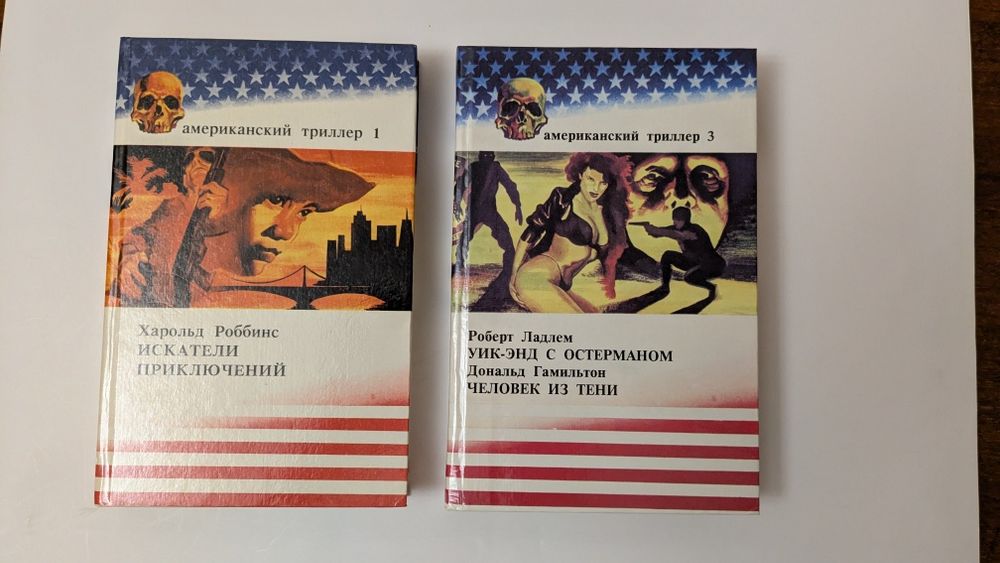 американский триллер 1
Харольд Роббинс
ИСКАТЕЛИ
ПРИКЛЮЧЕНИЙ
американский триллер 3
Роберт Ладлем
УИК-ЭНД С ОСТЕРМАНОМ
Дональд Гамильтон
ЧЕЛОВЕК ИЗ ТЕНИ